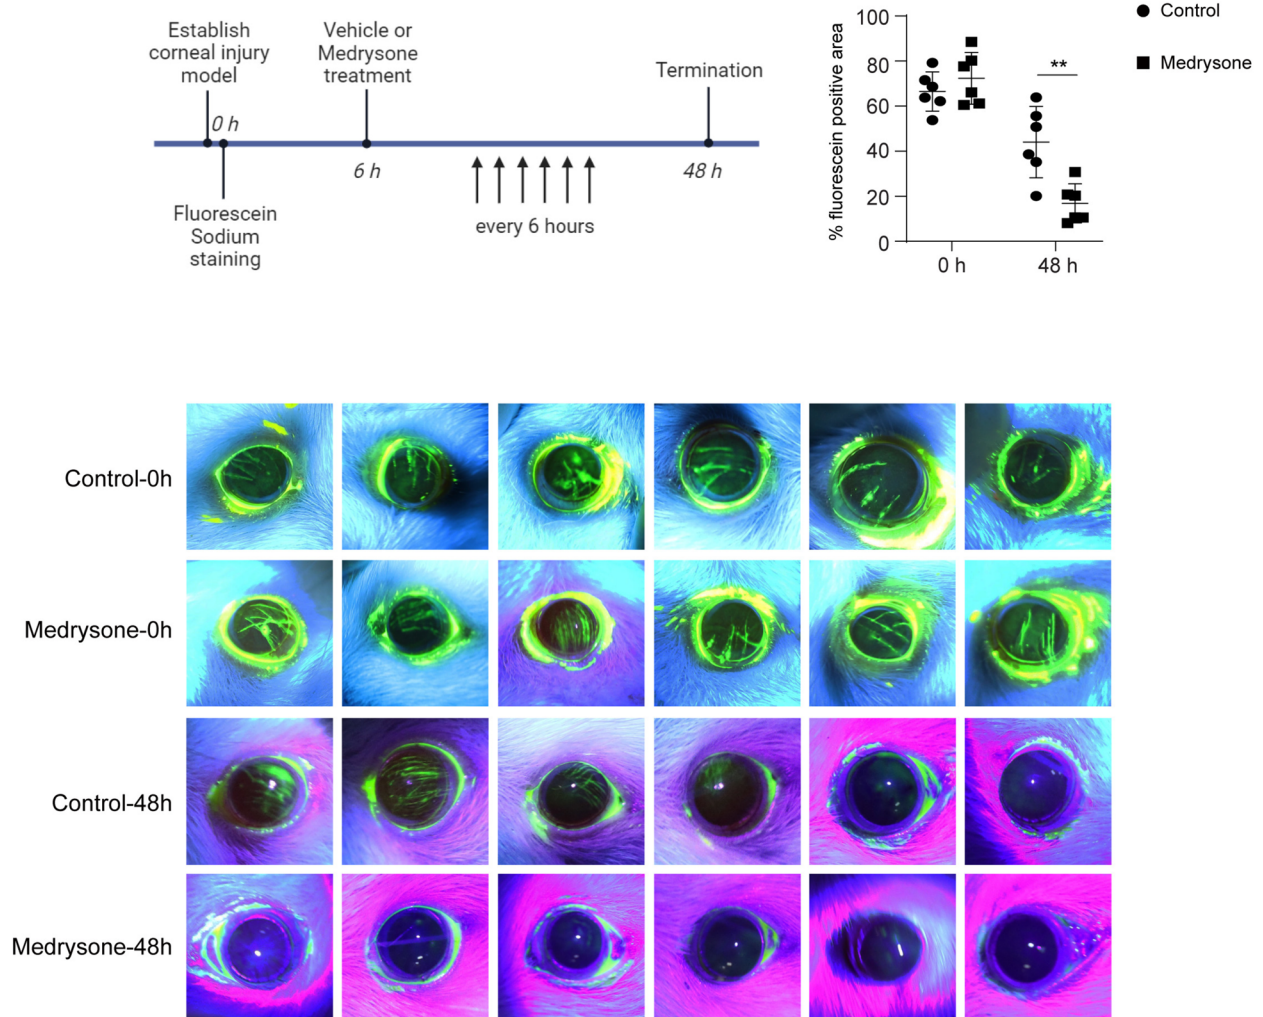 Establish
corneal injury
model
0 h
Fluorescein
Sodium
staining
Vehicle or
Medrysone
treatment
6 h
every 6 hours
Termination
48 h
% fluorescein positive area
100
80
60
40
20
0
**
0 h
48 h
Control
Medrysone
Control-0h
Medrysone-0h
Control-48h
Medrysone-48h